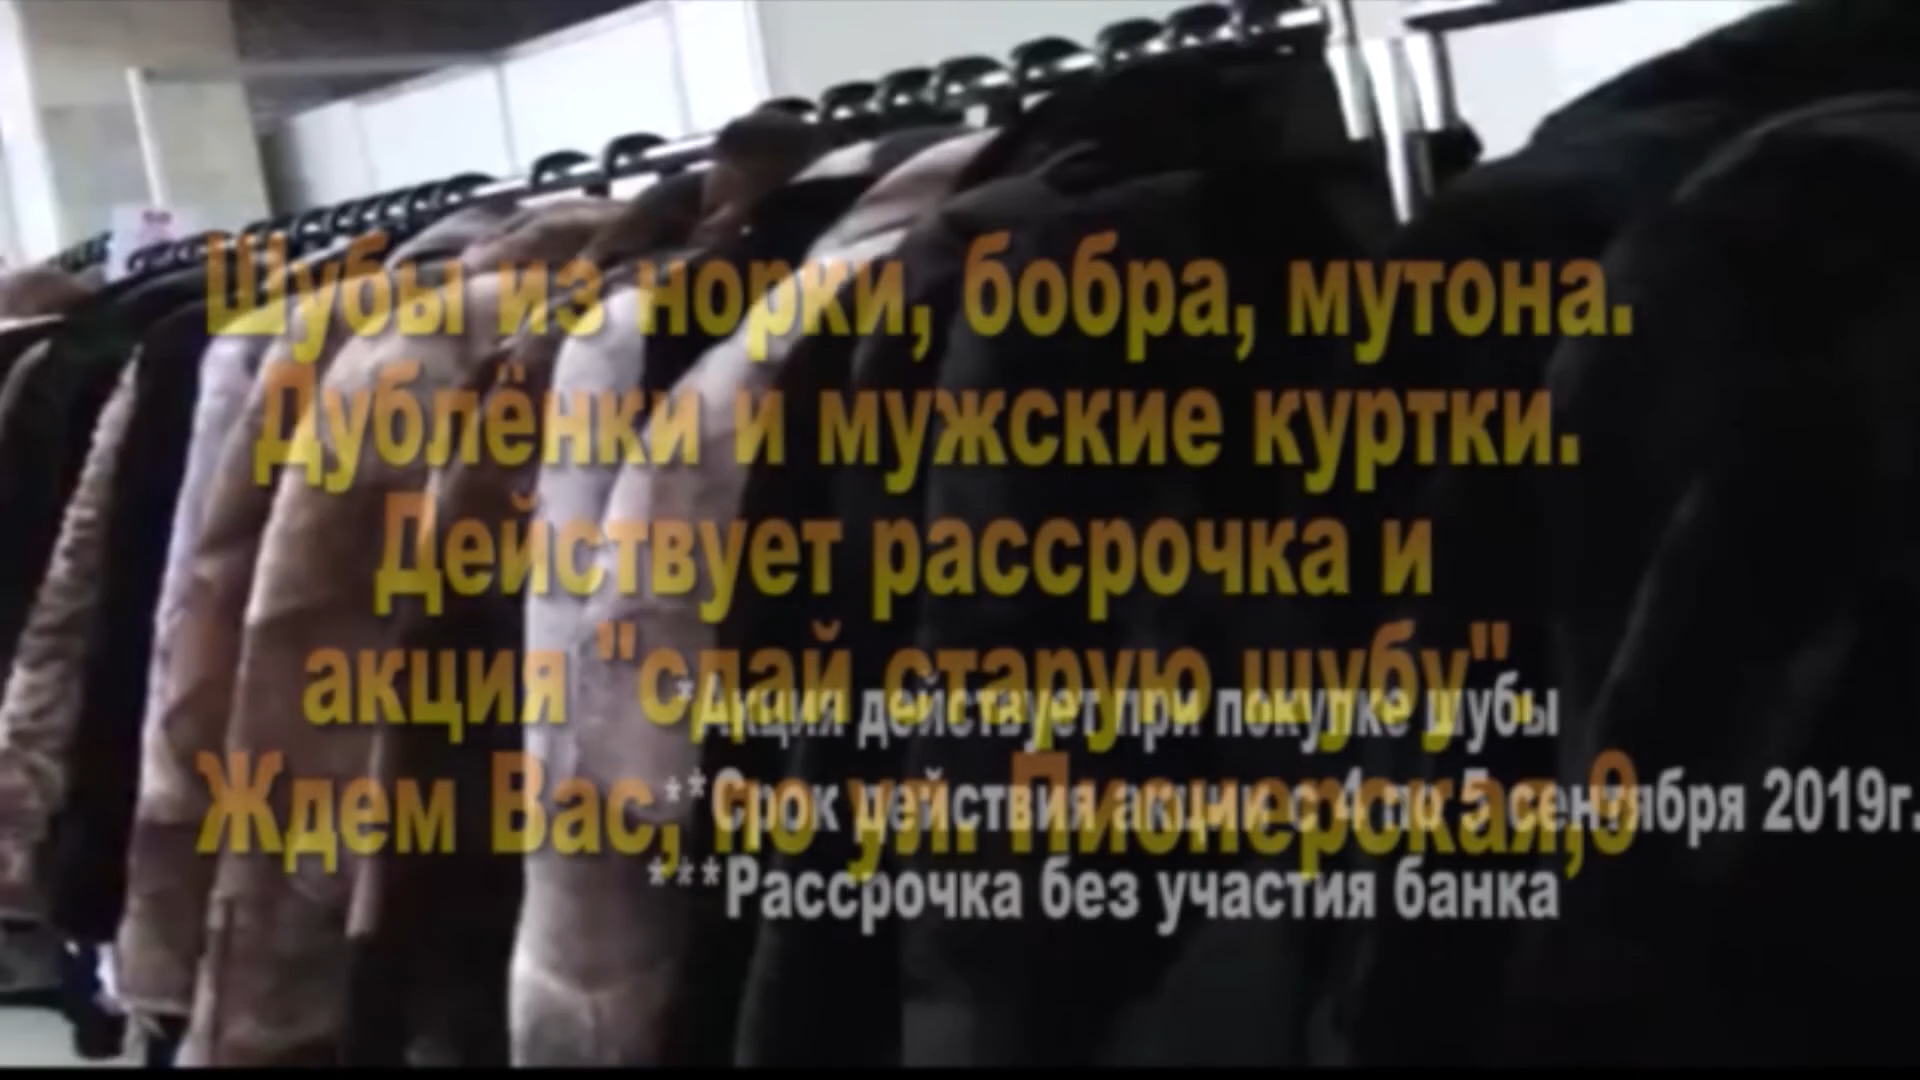 Шубы из норки, бобра, мутона.
Дублёнки и мужские куртки.
Действует рассрочка и
акция "сдай старую шубу".
*Акция действует при покупке шубы
Ждем Вас, по ул. Пионерская,9
**Срок действия акции с 4 по 5 сентября 2019г.
***Рассрочка без участия банка